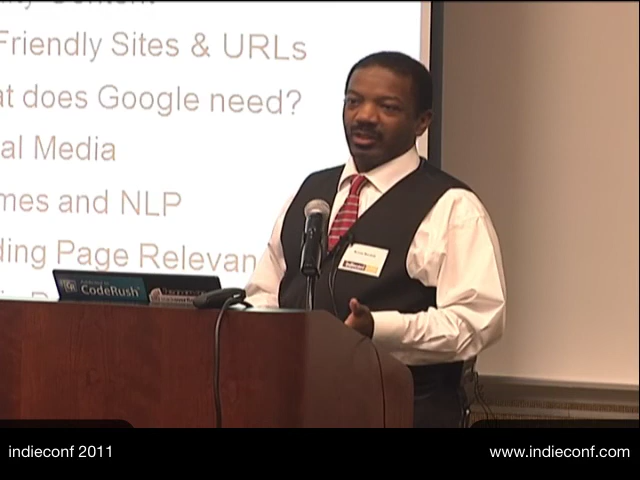 Friendly Sites & URLs
at does Google need?
al Media
mes and NLP
ding Page Relevan
CodeRush
indieconf 2011
www.indieconf.com